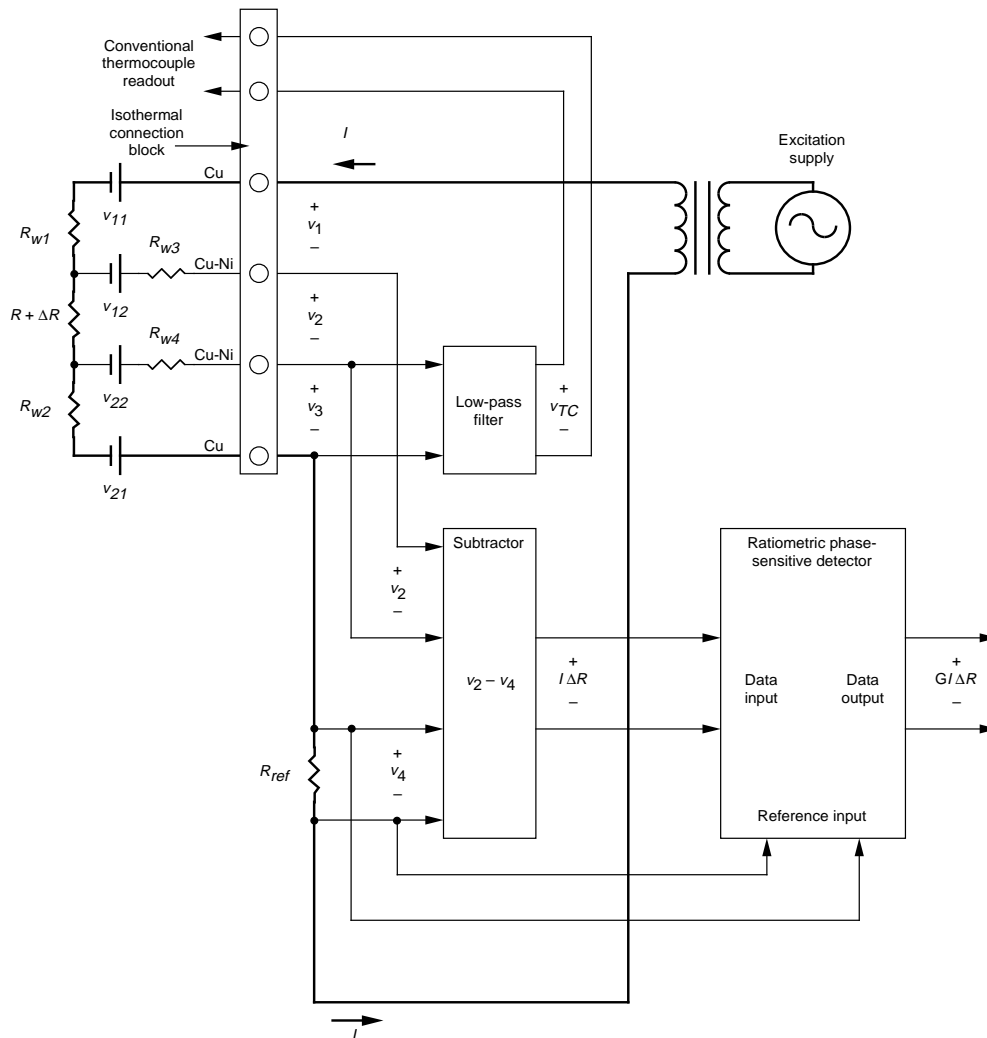 Conventional
thermocouple
readout
Isothermal
connection
block
I
Excitation
supply
Cu
v11
+
v1
–
Rw1
Rw3
Cu-Ni
v12
+
v2
–
R + ΔR
Rw4
Cu-Ni
v22
+
v3
–
Low-pass
filter
+
vTC
–
Rw2
Cu
v21
Subtractor
Ratiometric phase-
sensitive detector
+
v2
–
v2 – v4
+
I ΔR
–
Data
input
Data
output
+
GI ΔR
–
Rref
+
v4
–
Reference input
I